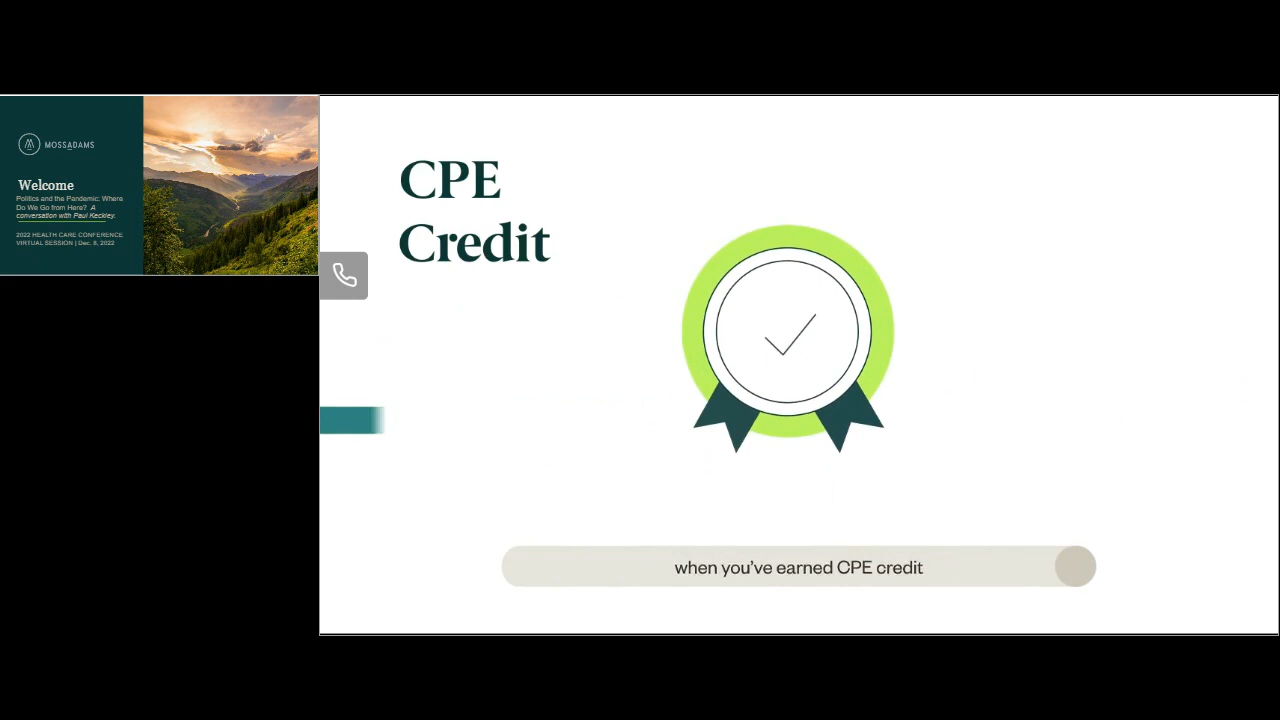 MOSSADAMS
Welcome
Politics and the Pandemic: Where
Do We Go from Here? A
conversation with Paul Keckley.
2022 HEALTH CARE CONFERENCE
VIRTUAL SESSION | Dec. 8, 2022
CPE
Credit
when you've earned CPE credit